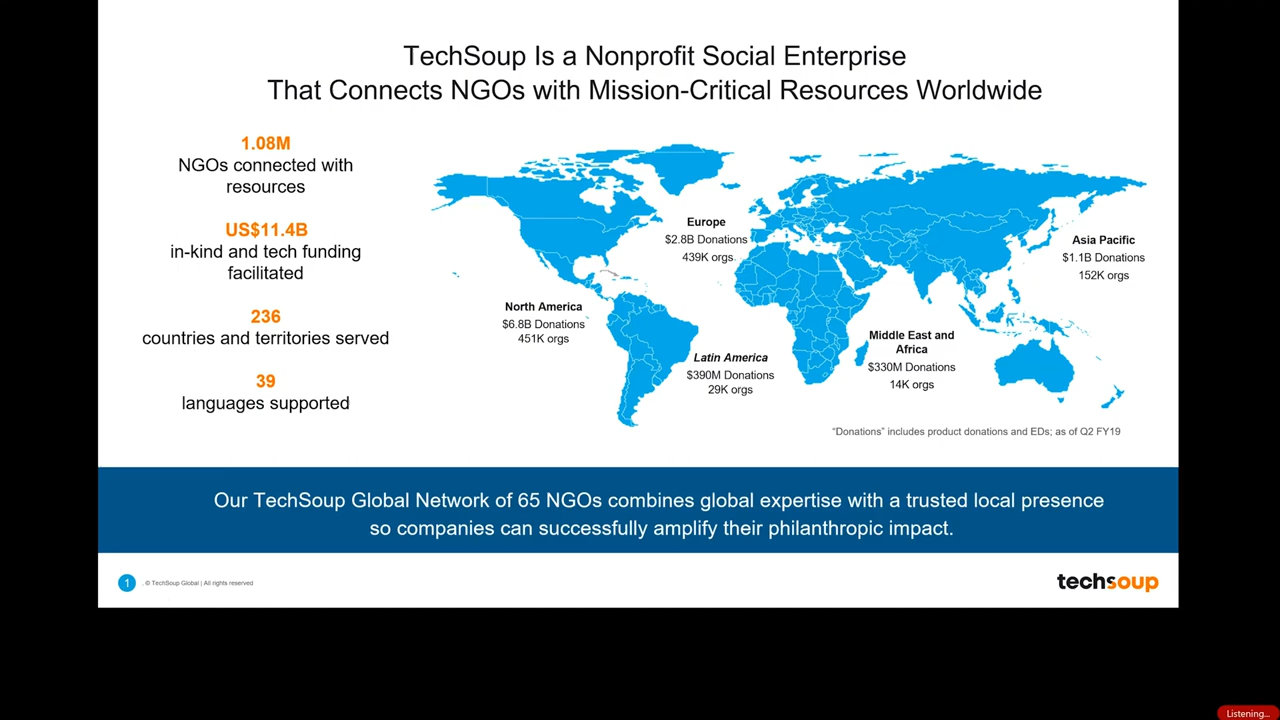 TechSoup Is a Nonprofit Social Enterprise
That Connects NGOs with Mission-Critical Resources Worldwide
1.08M
NGOs connected with
resources
US$11.4B
in-kind and tech funding
facilitated
236
countries and territories served
39
languages supported
Europe
$2.8B Donations
439K orgs.
Asia Pacific
$1.1B Donations
152K orgs
North America
$6.8B Donations
451K orgs
Latin America
$390M Donations
29K orgs
Middle East and
Africa
$330M Donations
14K orgs
“Donations” includes product donations and EDs; as of Q2 FY19
Our TechSoup Global Network of 65 NGOs combines global expertise with a trusted local presence
so companies can successfully amplify their philanthropic impact.
1
. © TechSoup Global | All rights reserved
techsoup
Listening...